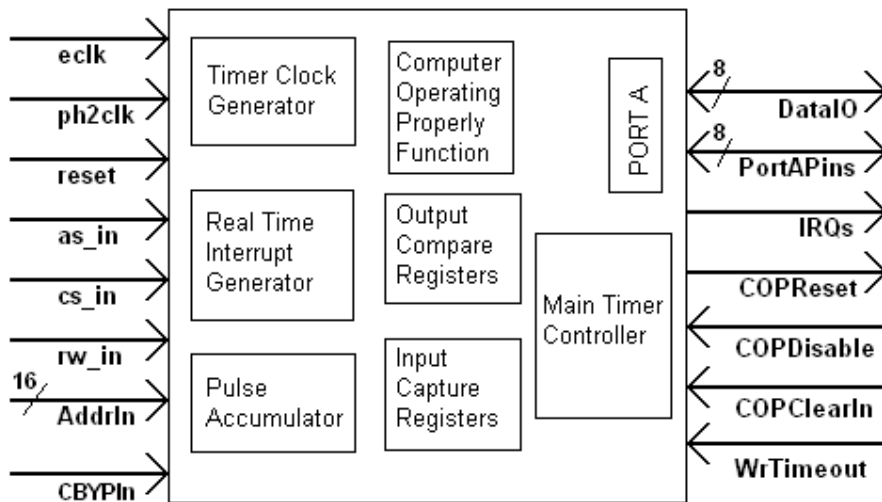 eclk
ph2clk
reset
as_in
cs_in
rw_in
16
AddrIn
CBYPIn
Timer Clock
Generator
Real Time
Interrupt
Generator
Pulse
Accumulator
Computer
Operating
Properly
Function
Output
Compare
Registers
Input
Capture
Registers
PORT A
Main Timer
Controller
8
DataIO
8
PortAPins
IRQs
COPReset
COPDisable
COPClearIn
WrTimeout